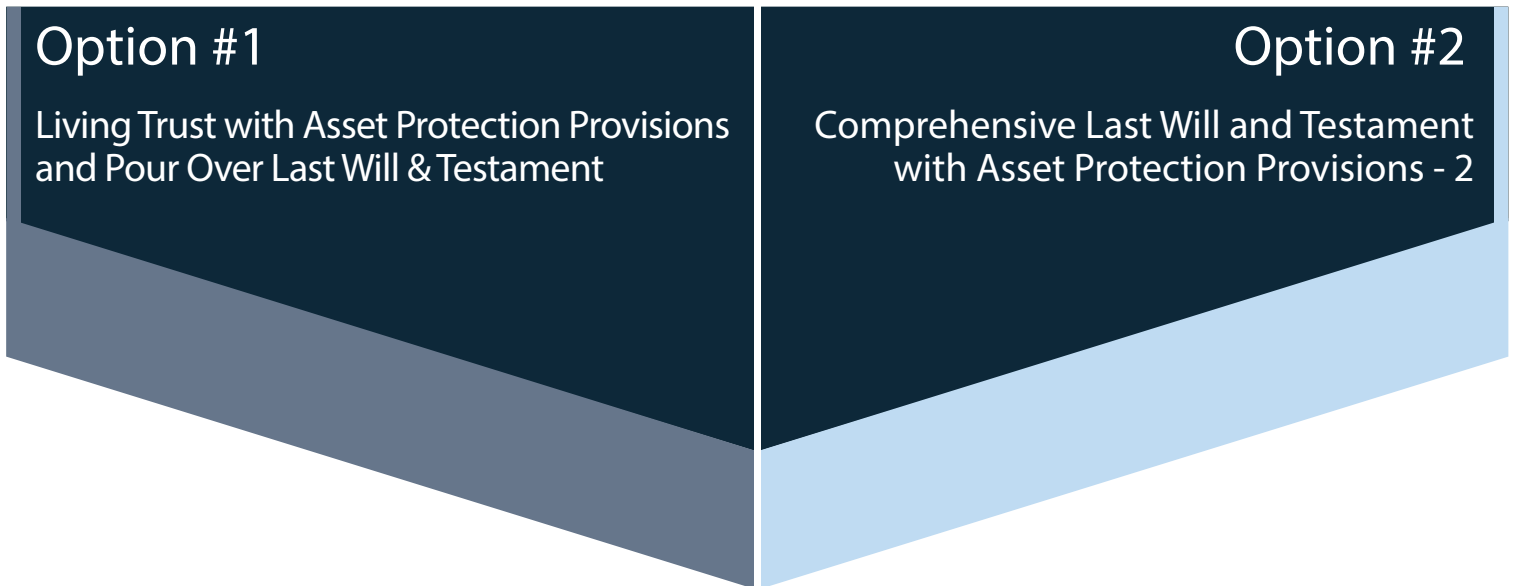 Option #1
Living Trust with Asset Protection Provisions
and Pour Over Last Will & Testament
Option #2
Comprehensive Last Will and Testament
with Asset Protection Provisions - 2